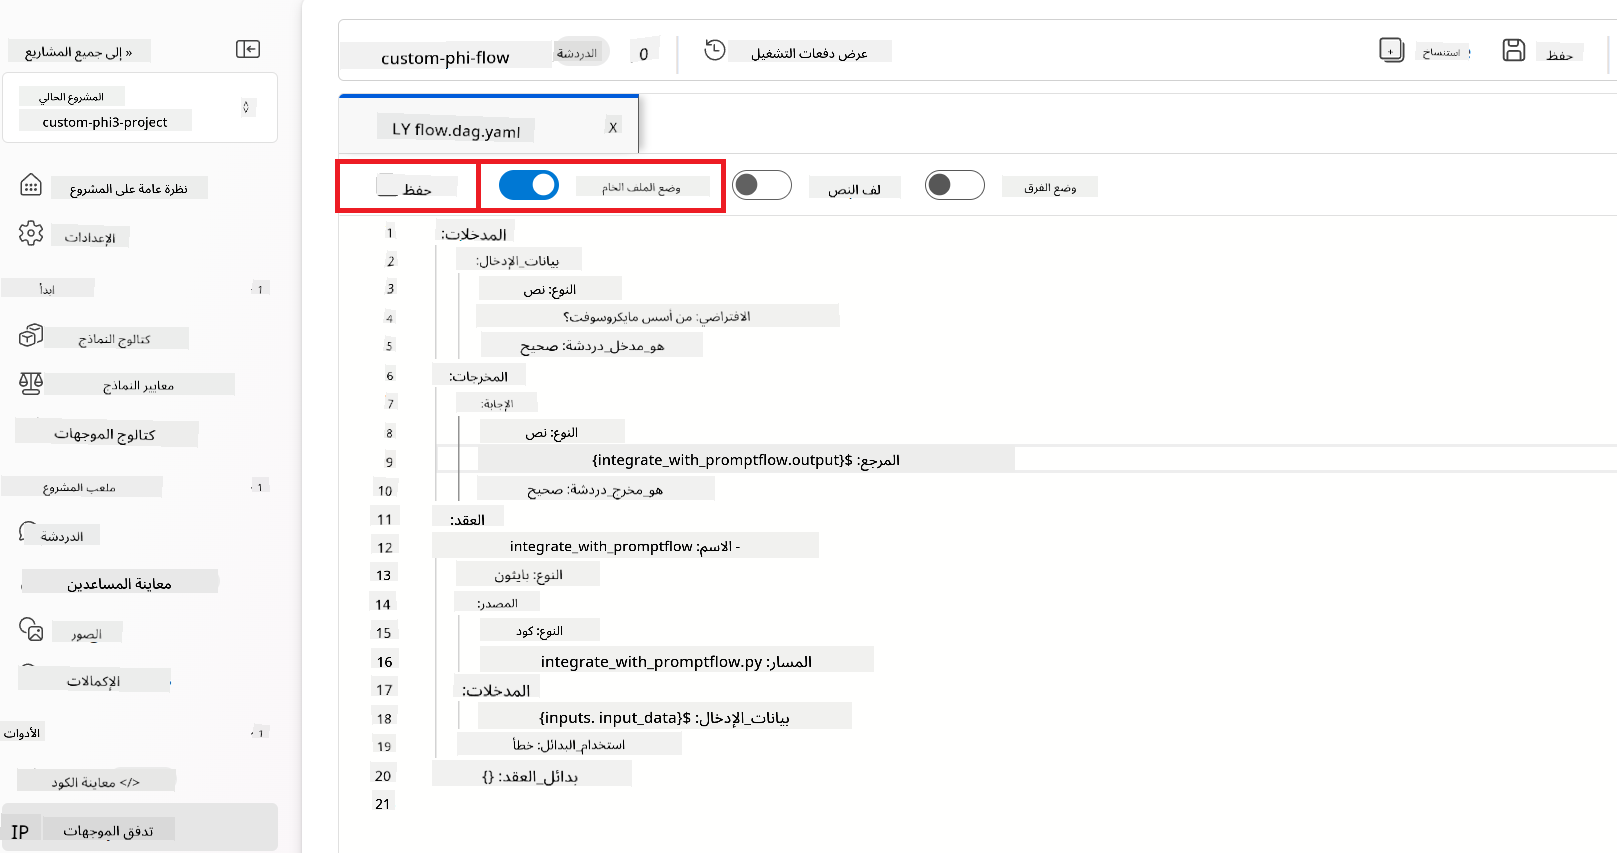 إلى جميع المشاريع »
المشروع الحالي
custom-phi3-project
نظرة عامة على المشروع
الإعدادات
ابدأ
كتالوج النماذج
معايير النماذج
كتالوج الموجهات
ملعب المشروع
الدردشة
معاينة المساعدين
الصور
الإكمالات
الأدوات
معاينة الكود </>
IP تدفق الموجهات
custom-phi-flow
الدردشة
0
عرض دفعات التشغيل
استنساخ
حفظ
LY flow.dag.yaml
X
حفظ
وضع الملف الخام
لف النص
وضع الفرق
1 المدخلات:
2 بيانات_الإدخال:
3 النوع: نص
4 الافتراضي: من أسس مايكروسوفت؟
5 هو_مدخل_دردشة: صحيح
6 المخرجات:
7 الإجابة:
8 النوع: نص
9 المرجع: ${integrate_with_promptflow.output}
10 هو_مخرج_دردشة: صحيح
11 العقد:
12 - الاسم: integrate_with_promptflow
13 النوع: بايثون
14 المصدر:
15 النوع: كود
16 المسار: integrate_with_promptflow.py
17 المدخلات:
18 بيانات_الإدخال: ${inputs. input_data}
19 استخدام_البدائل: خطأ
20 بدائل_العقد: {}
21